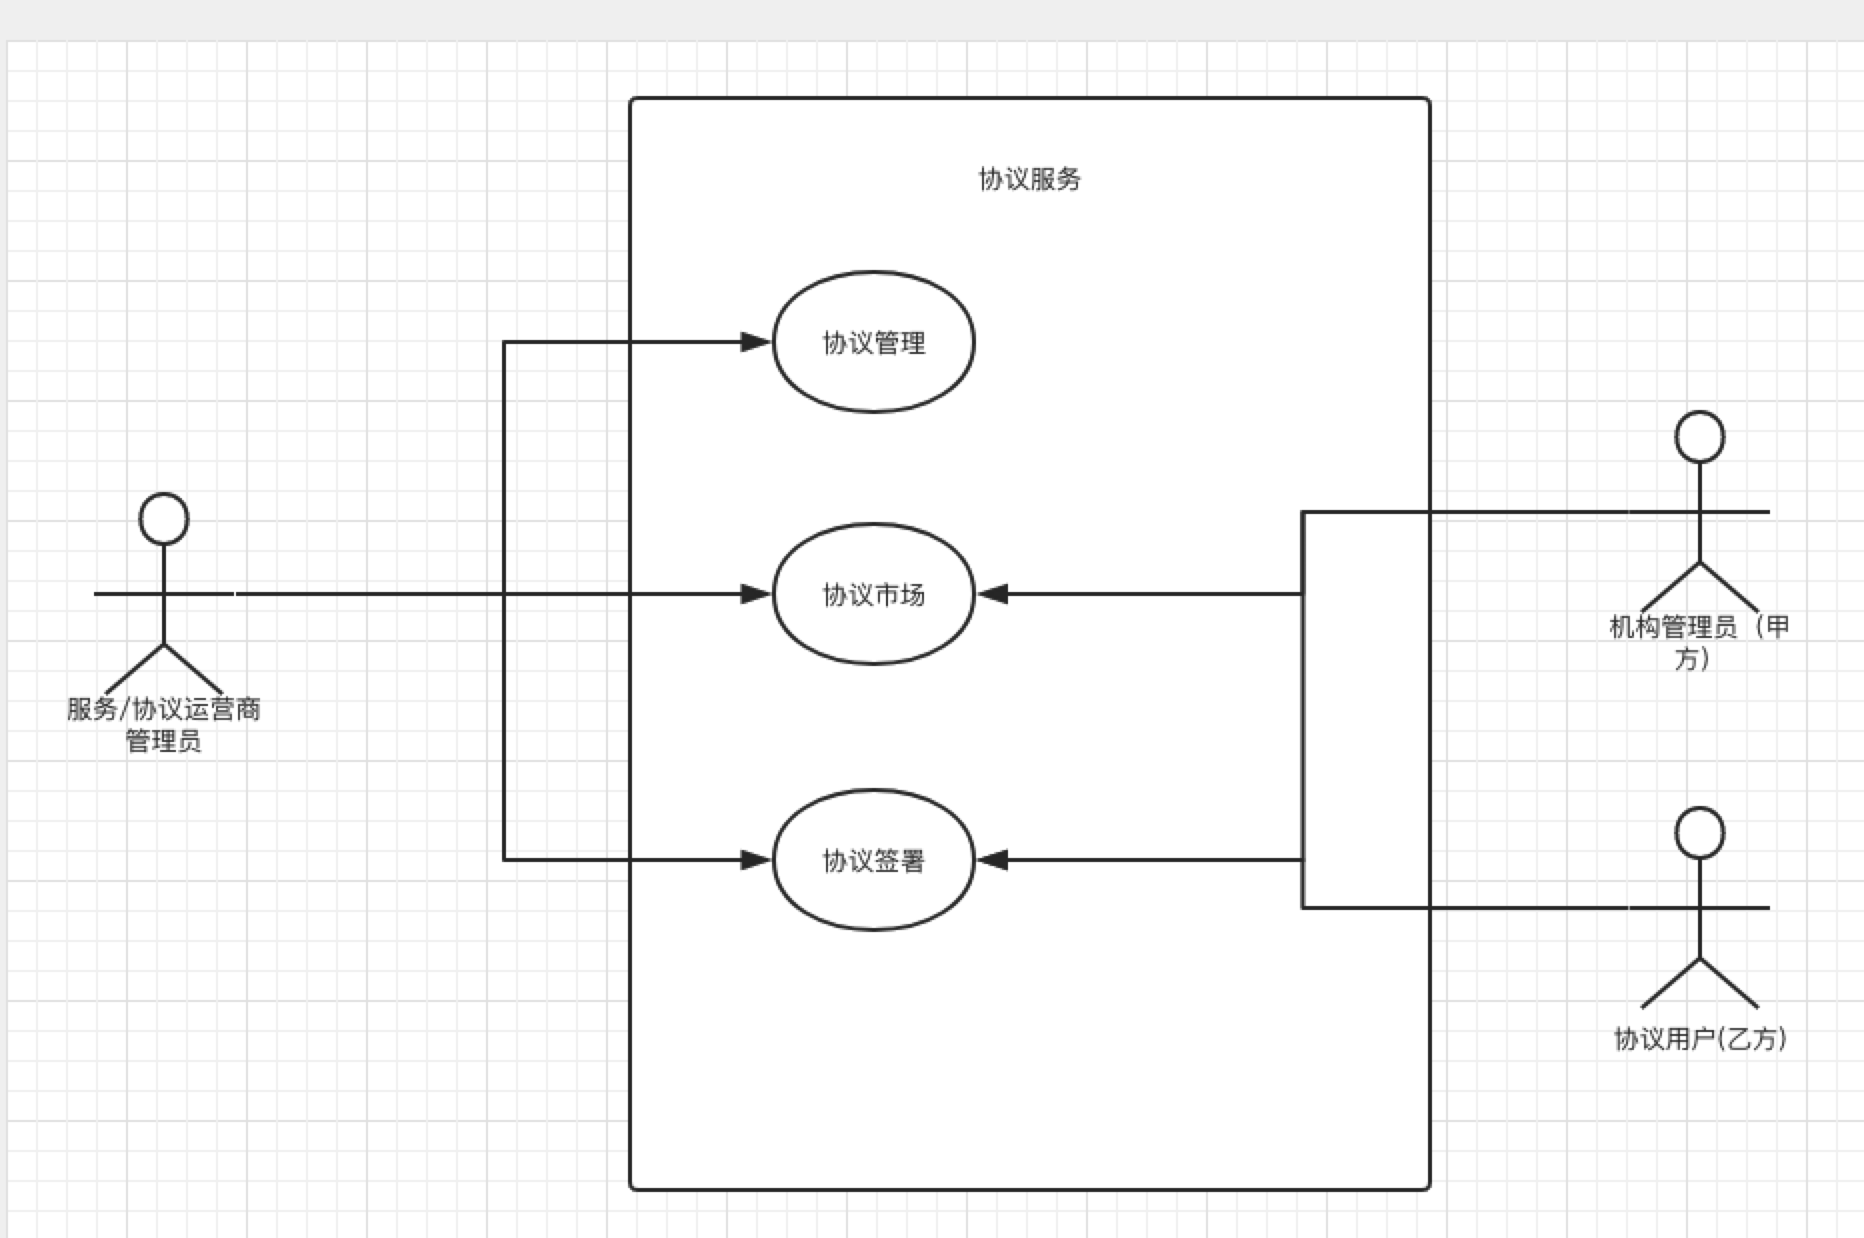 协议服务
协议管理
协议市场
协议签署
服务/协议运营商
管理员
机构管理员（甲
方）
协议用户(乙方)